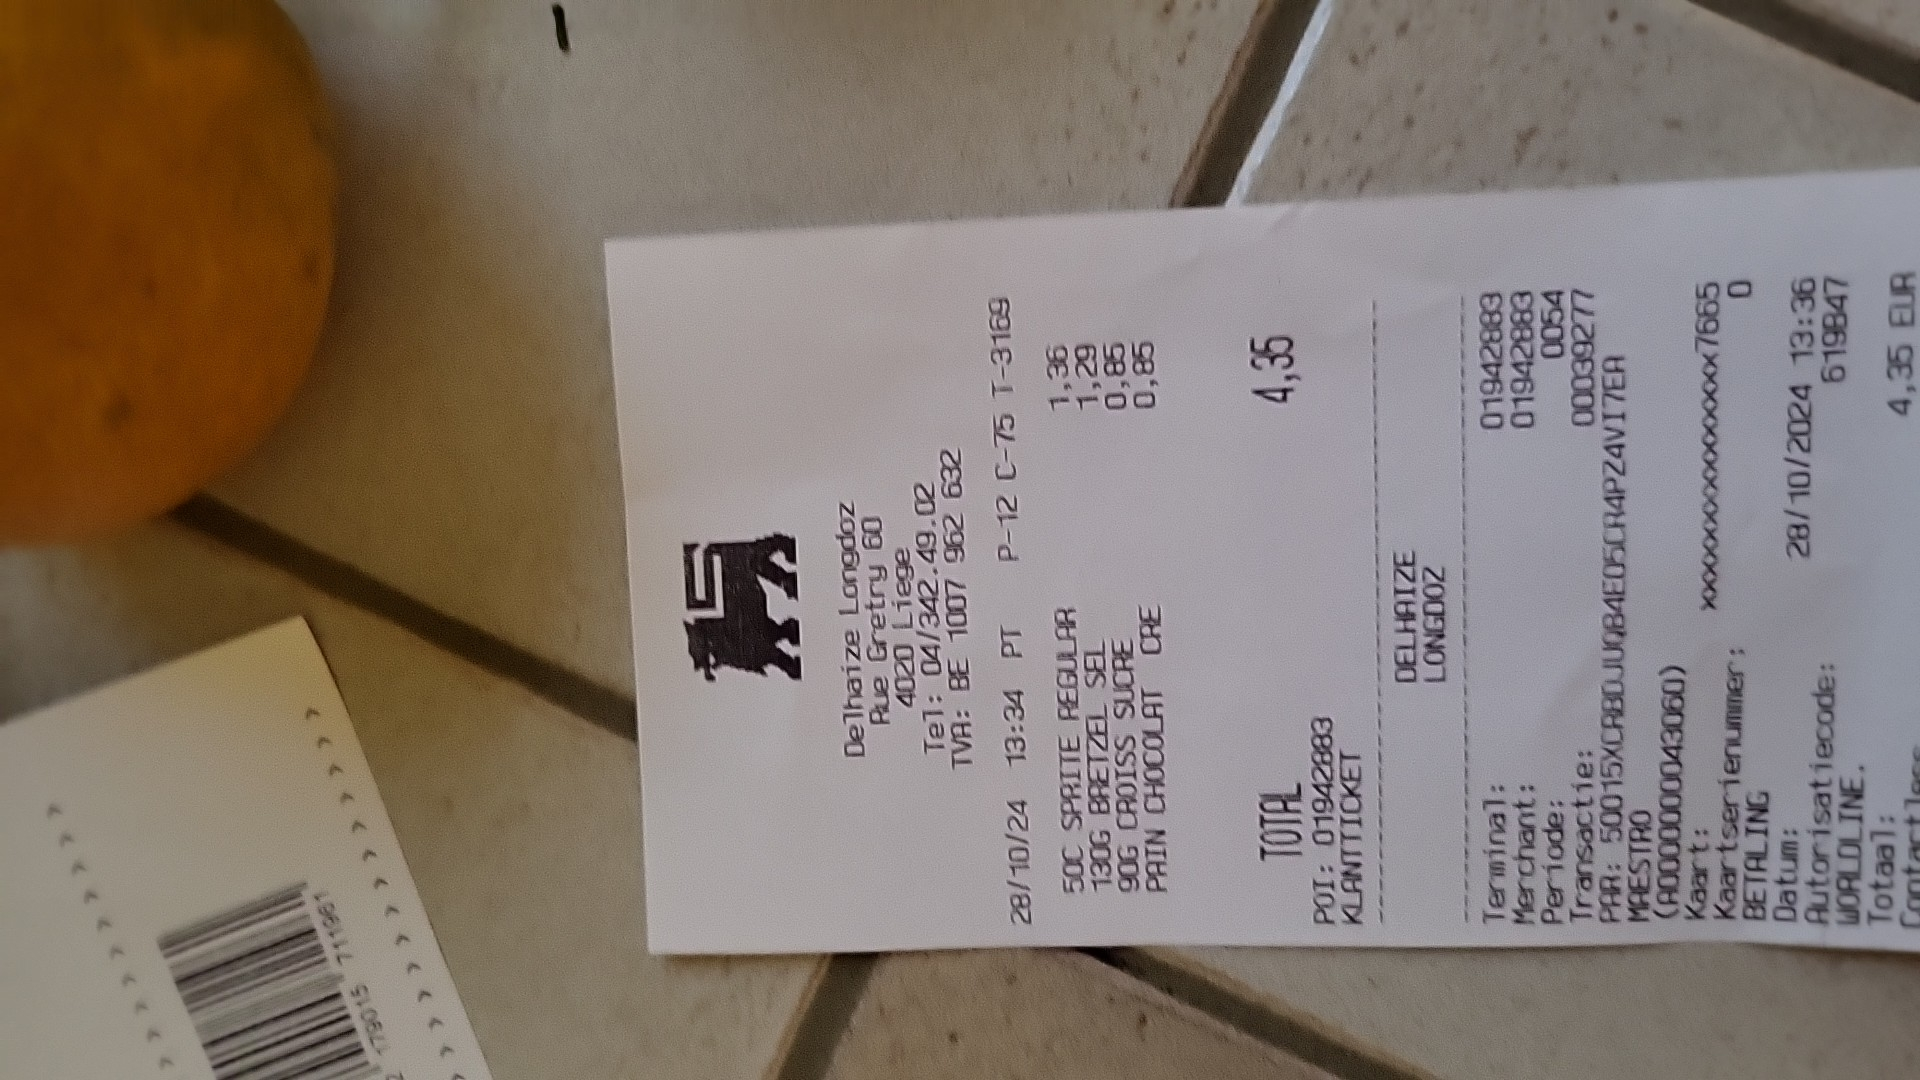 Delhaize Longdoz
Rue Gretry 60
4020 Liege
Tel: 04/342.49.02
TVA: BE 1007 962 632
28/10/24 13:34 PT P-12 C-75 T-3169
50C SPRITE REGULAR 1,36
130G BRETZEL SEL 1,29
90G CROISS SUCRE 0,85
PAIN CHOCOLAT CRE 0,85
TOTAL 4,35
POI: 01942883
KLANTTICKET
DELHAIZE
LONGDOZ
Terminal: 01942883
Merchant: 01942883
Periode: 0054
Transactie: 00039277
MAESTRO
(A0000000043060)
Kaart: xxxxxxxxxxxxxxx7665
Kaartserienummer: 0
BETALING
Datum: 28/10/2024 13:36
Autorisatiecode: 619847
WORLDLINE.
Totaal: 4,35 EUR
Contactless
179015 711981